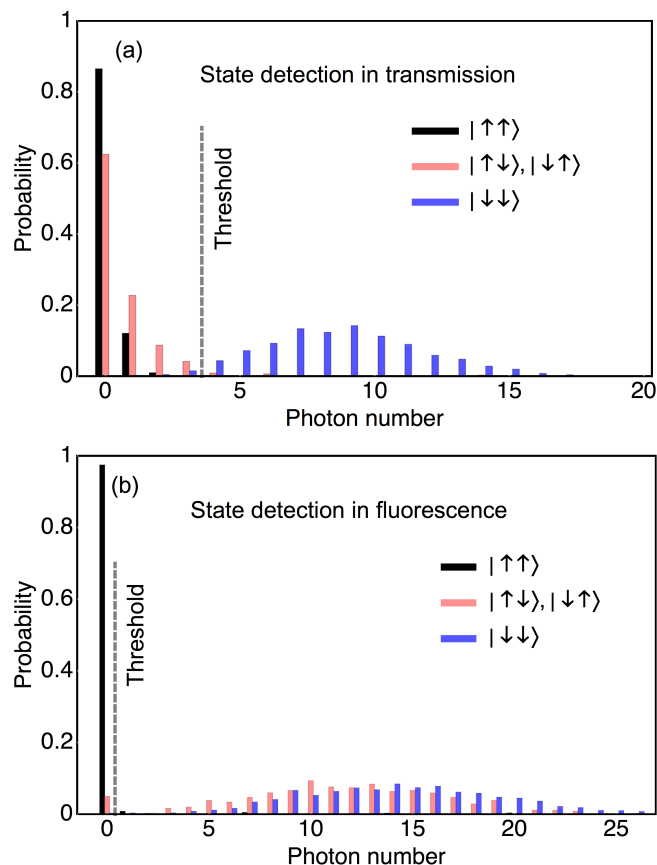 1
(a)
State detection in transmission
0.8
| ↑↑⟩
| ↑↓⟩, | ↓↑⟩
| ↓↓⟩
0.6
Threshold
Probability
0.4
0.2
0
0 5 10 15 20
Photon number
1
(b)
State detection in fluorescence
0.8
| ↑↑⟩
| ↑↓⟩, | ↓↑⟩
| ↓↓⟩
0.6
Threshold
Probability
0.4
0.2
0
0 5 10 15 20 25
Photon number